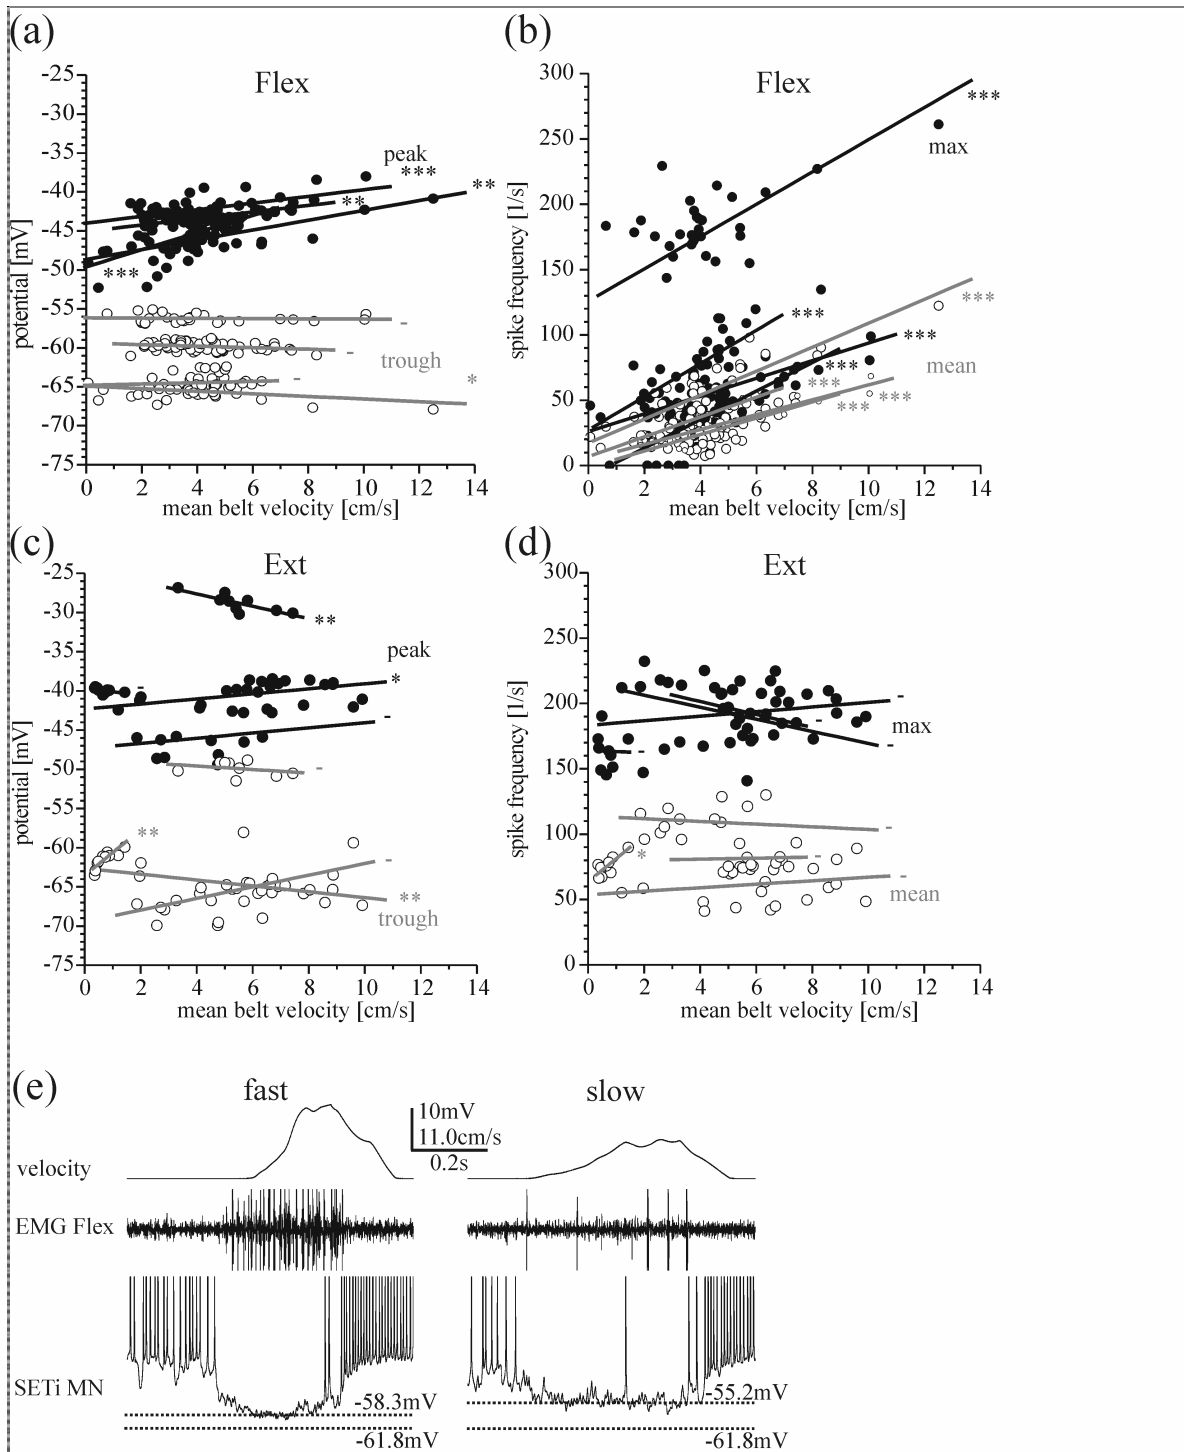 (a)
Flex
-25
-30
-35
-40
-45
-50
-55
-60
-65
-70
-75
potential [mV]
peak
***
**
**
***
-
-
trough
-
*
0 2 4 6 8 10 12 14
mean belt velocity [cm/s]
(b)
Flex
300
250
200
150
100
50
0
spike frequency [1/s]
***
max
***
***
***
mean
***
***
***
***
0 2 4 6 8 10 12 14
mean belt velocity [cm/s]
(c)
Ext
-25
-30
-35
-40
-45
-50
-55
-60
-65
-70
-75
potential [mV]
**
peak
*
-
-
-
**
-
**
trough
0 2 4 6 8 10 12 14
mean belt velocity [cm/s]
(d)
Ext
300
250
200
150
100
50
0
spike frequency [1/s]
-
max
-
-
-
-
*
-
-
mean
0 2 4 6 8 10 12 14
mean belt velocity [cm/s]
(e)
fast
slow
10mV
11.0cm/s
0.2s
velocity
EMG Flex
SETi MN
-58.3mV
-61.8mV
-55.2mV
-61.8mV